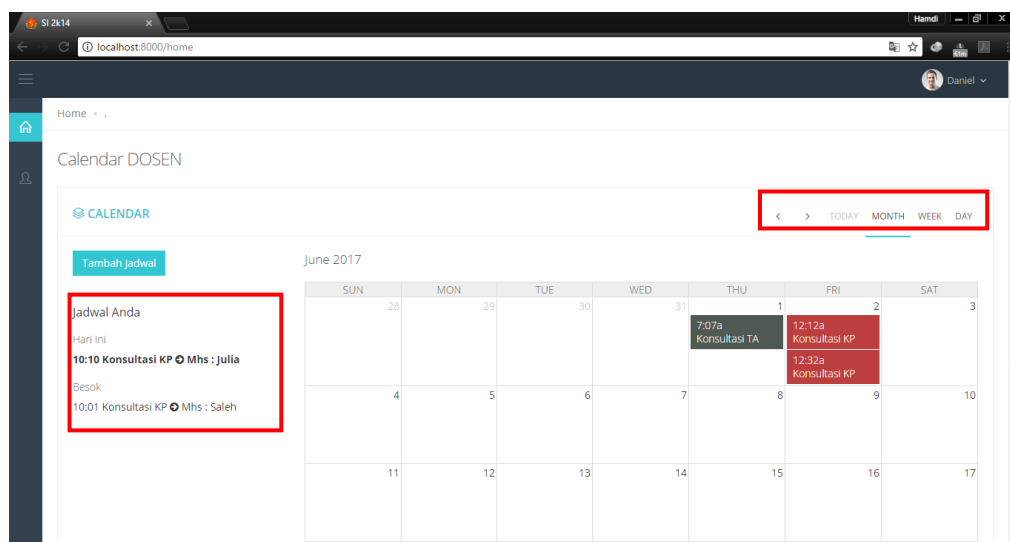 SI 2k14
Hamdi
localhost:8000/home
61m
Daniel
Home
Calendar DOSEN
CALENDAR
TODAY MONTH WEEK DAY
Tambah Jadwal
June 2017
Jadwal Anda
Hari Ini
10:10 Konsultasi KP Mhs : Julia
Besok
10:01 Konsultasi KP Mhs : Saleh
SUN MON TUE WED THU FRI SAT
28 29 30 31 1 2 3
7:07a
Konsultasi TA
12:12a
Konsultasi KP
12:32a
Konsultasi KP
4 5 6 7 8 9 10
11 12 13 14 15 16 17